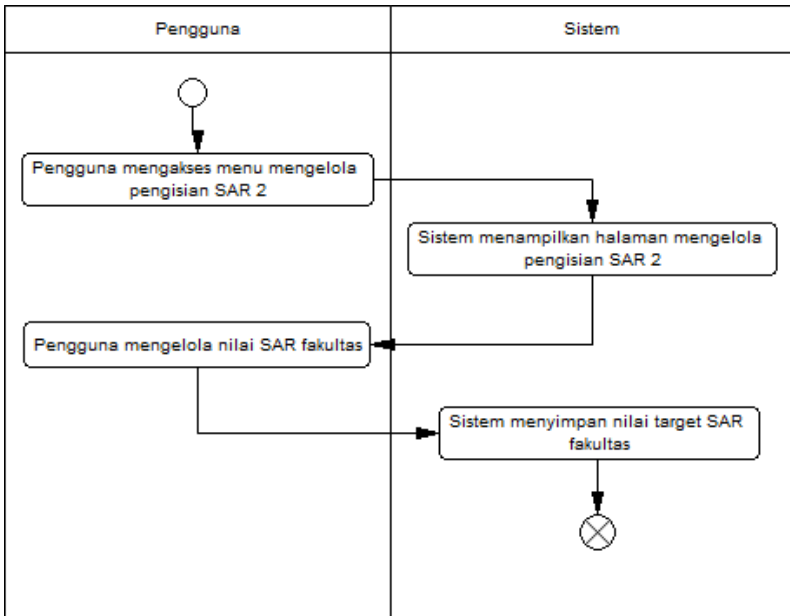 Pengguna
Sistem
Pengguna mengakses menu mengelola
pengisian SAR 2
Sistem menampilkan halaman mengelola
pengisian SAR 2
Pengguna mengelola nilai SAR fakultas
Sistem menyimpan nilai target SAR
fakultas